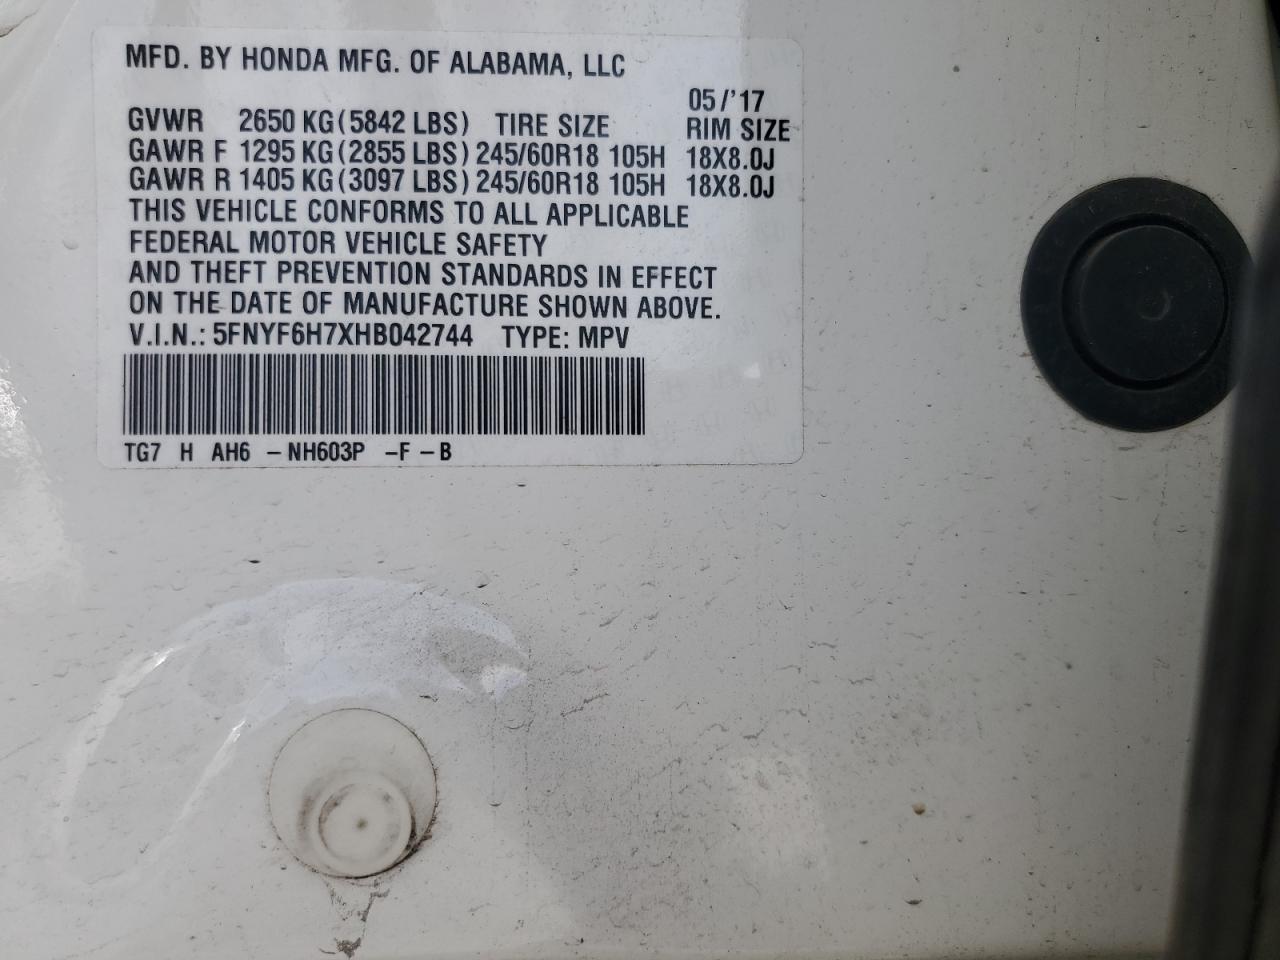 MFD. BY HONDA MFG. OF ALABAMA, LLC
05/'17
GVWR 2650 KG(5842 LBS) TIRE SIZE RIM SIZE
GAWR F 1295 KG(2855 LBS) 245/60R18 105H 18X8.0J
GAWR R 1405 KG(3097 LBS) 245/60R18 105H 18X8.0J
THIS VEHICLE CONFORMS TO ALL APPLICABLE
FEDERAL MOTOR VEHICLE SAFETY
AND THEFT PREVENTION STANDARDS IN EFFECT
ON THE DATE OF MANUFACTURE SHOWN ABOVE.
V.I.N.: 5FNYF6H7XHB042744 TYPE: MPV
TG7 H AH6 -NH603P -F-B